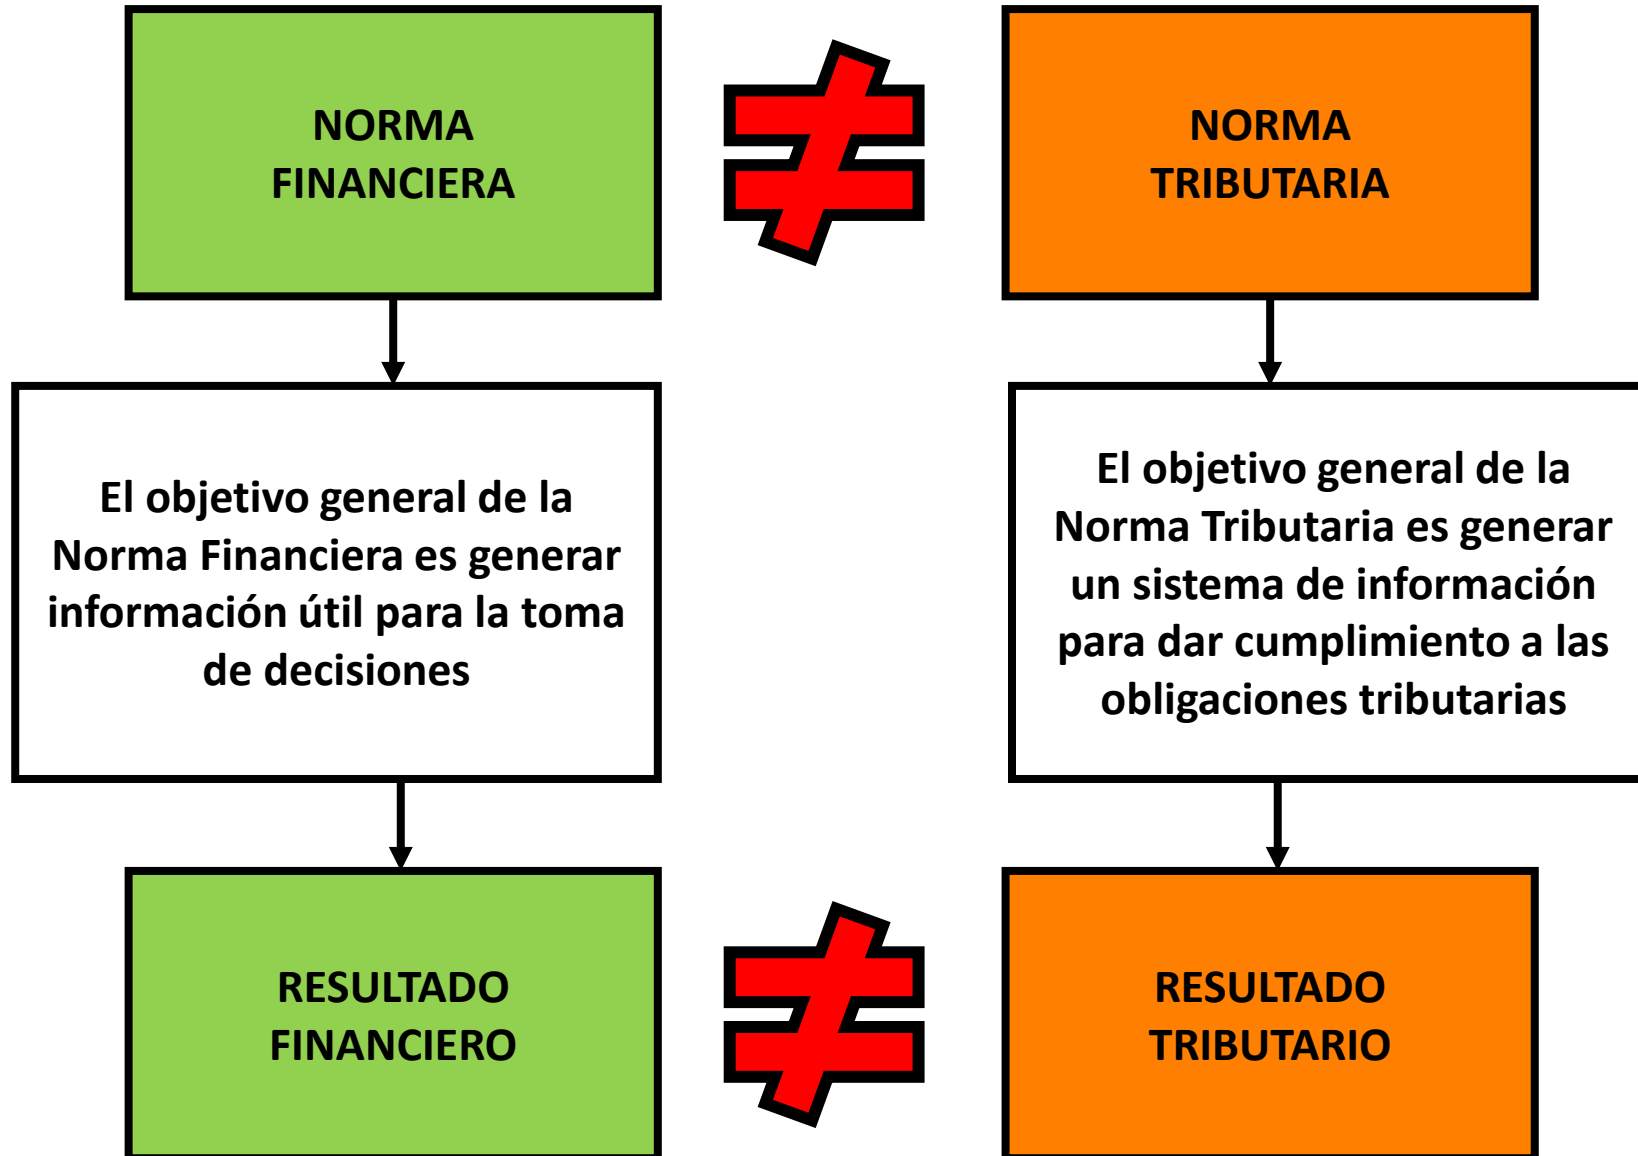 NORMA
FINANCIERA
NORMA
TRIBUTARIA
El objetivo general de la
Norma Financiera es generar
información útil para la toma
de decisiones
El objetivo general de la
Norma Tributaria es generar
un sistema de información
para dar cumplimiento a las
obligaciones tributarias
RESULTADO
FINANCIERO
RESULTADO
TRIBUTARIO